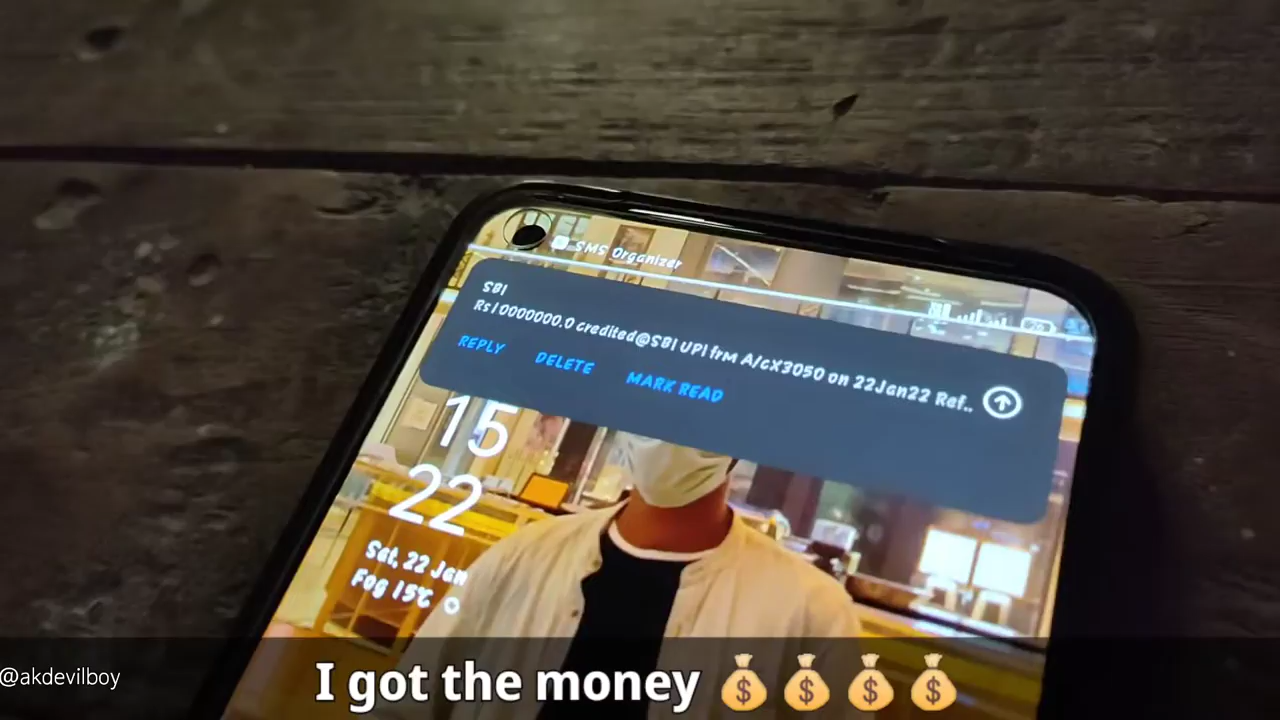 SMS Organizer
SBI
Rs10000000.0 credited@SBI UPI frm A/cX3050 on 22Jan22 Ref..
REPLY DELETE MARK READ
15
22
Sat, 22 Jan
Fog 15°C
@akdevilboy
I got the money 💰💰💰💰